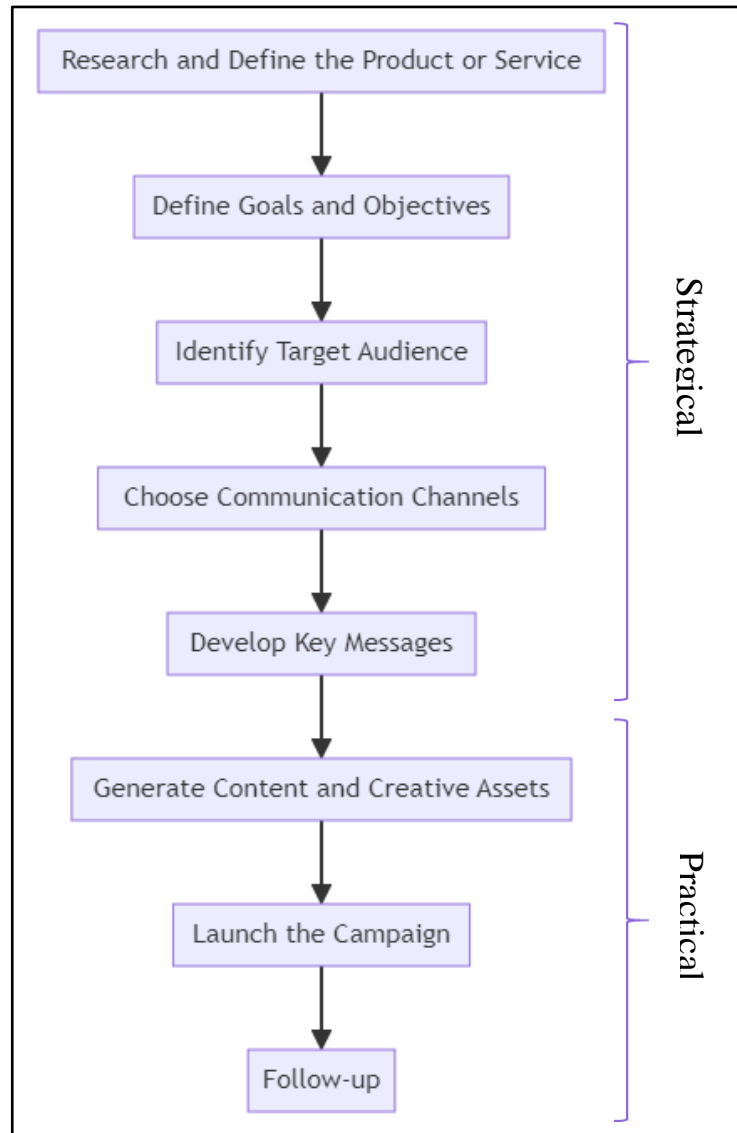 Research and Define the Product or Service
Define Goals and Objectives
Identify Target Audience
Choose Communication Channels
Develop Key Messages
Strategical
Generate Content and Creative Assets
Launch the Campaign
Follow-up
Practical